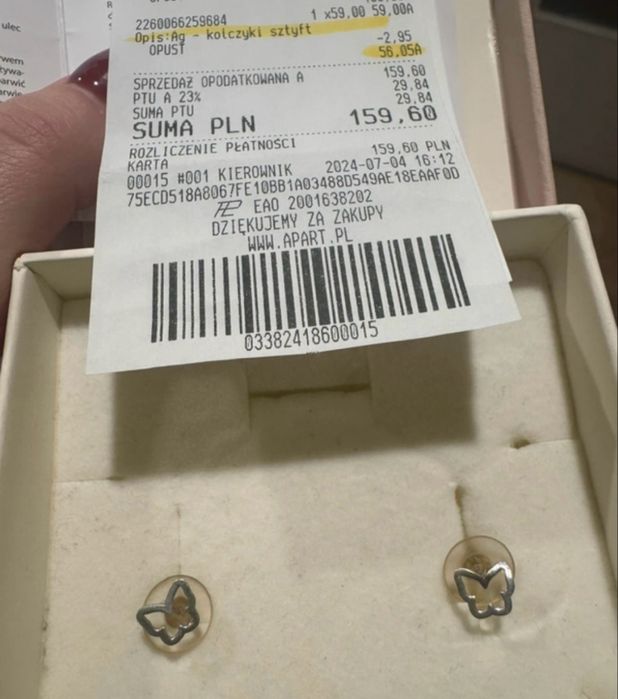 ulec
2260066259684 1 x59,00 59,00A
Opis:Ag - kolczyki sztyft
OPUST -2,95
56,05A
SPRZEDAŻ OPODATKOWANA A 159,60
PTU A 23% 29,84
SUMA PTU 29,84
SUMA PLN 159,60
ROZLICZENIE PŁATNOŚCI
KARTA 159,60 PLN
00015 #001 KIEROWNIK 2024-07-04 16:12
75ECD518A8067FE10BB1A03488D549AE18EAAF0D
EAO 2001638202
DZIĘKUJEMY ZA ZAKUPY
WWW.APART.PL
03382418600015